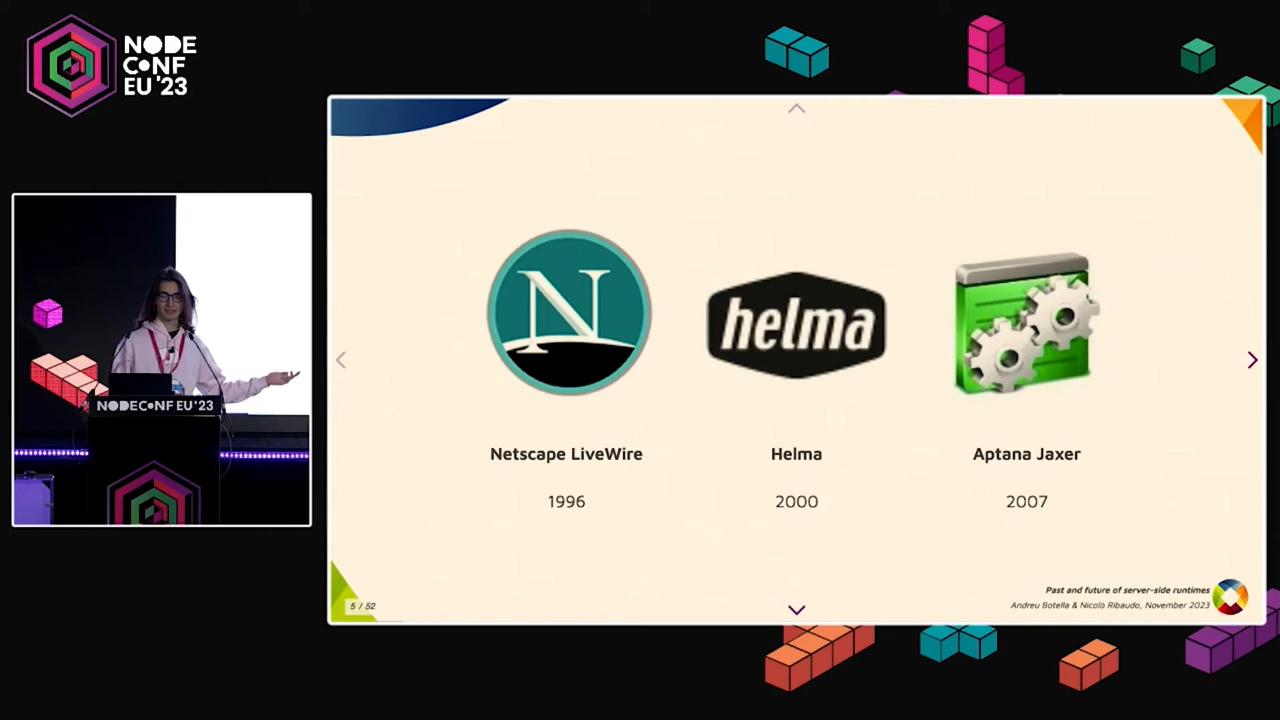 NODE
CONF
EU '23
NODECONF EU'23
N
helma
Netscape LiveWire
Helma
Aptana Jaxer
1996
2000
2007
5 / 52
Past and future of server-side runtimes
Andreu Botella & Nicolò Ribaudo, November 2023